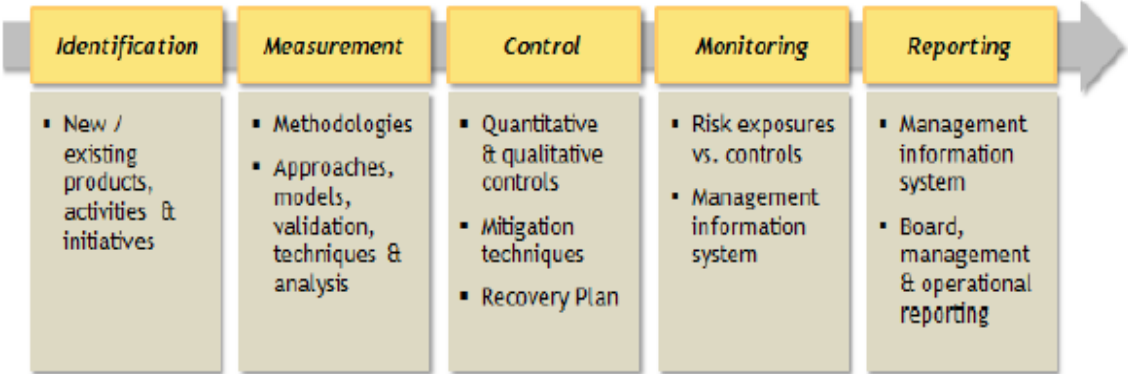 Identification
▪ New /
existing
products,
activities &
initiatives
Measurement
▪ Methodologies
▪ Approaches,
models,
validation,
techniques &
analysis
Control
▪ Quantitative
& qualitative
controls
▪ Mitigation
techniques
▪ Recovery Plan
Monitoring
▪ Risk exposures
vs. controls
▪ Management
information
system
Reporting
▪ Management
information
system
▪ Board,
management
& operational
reporting